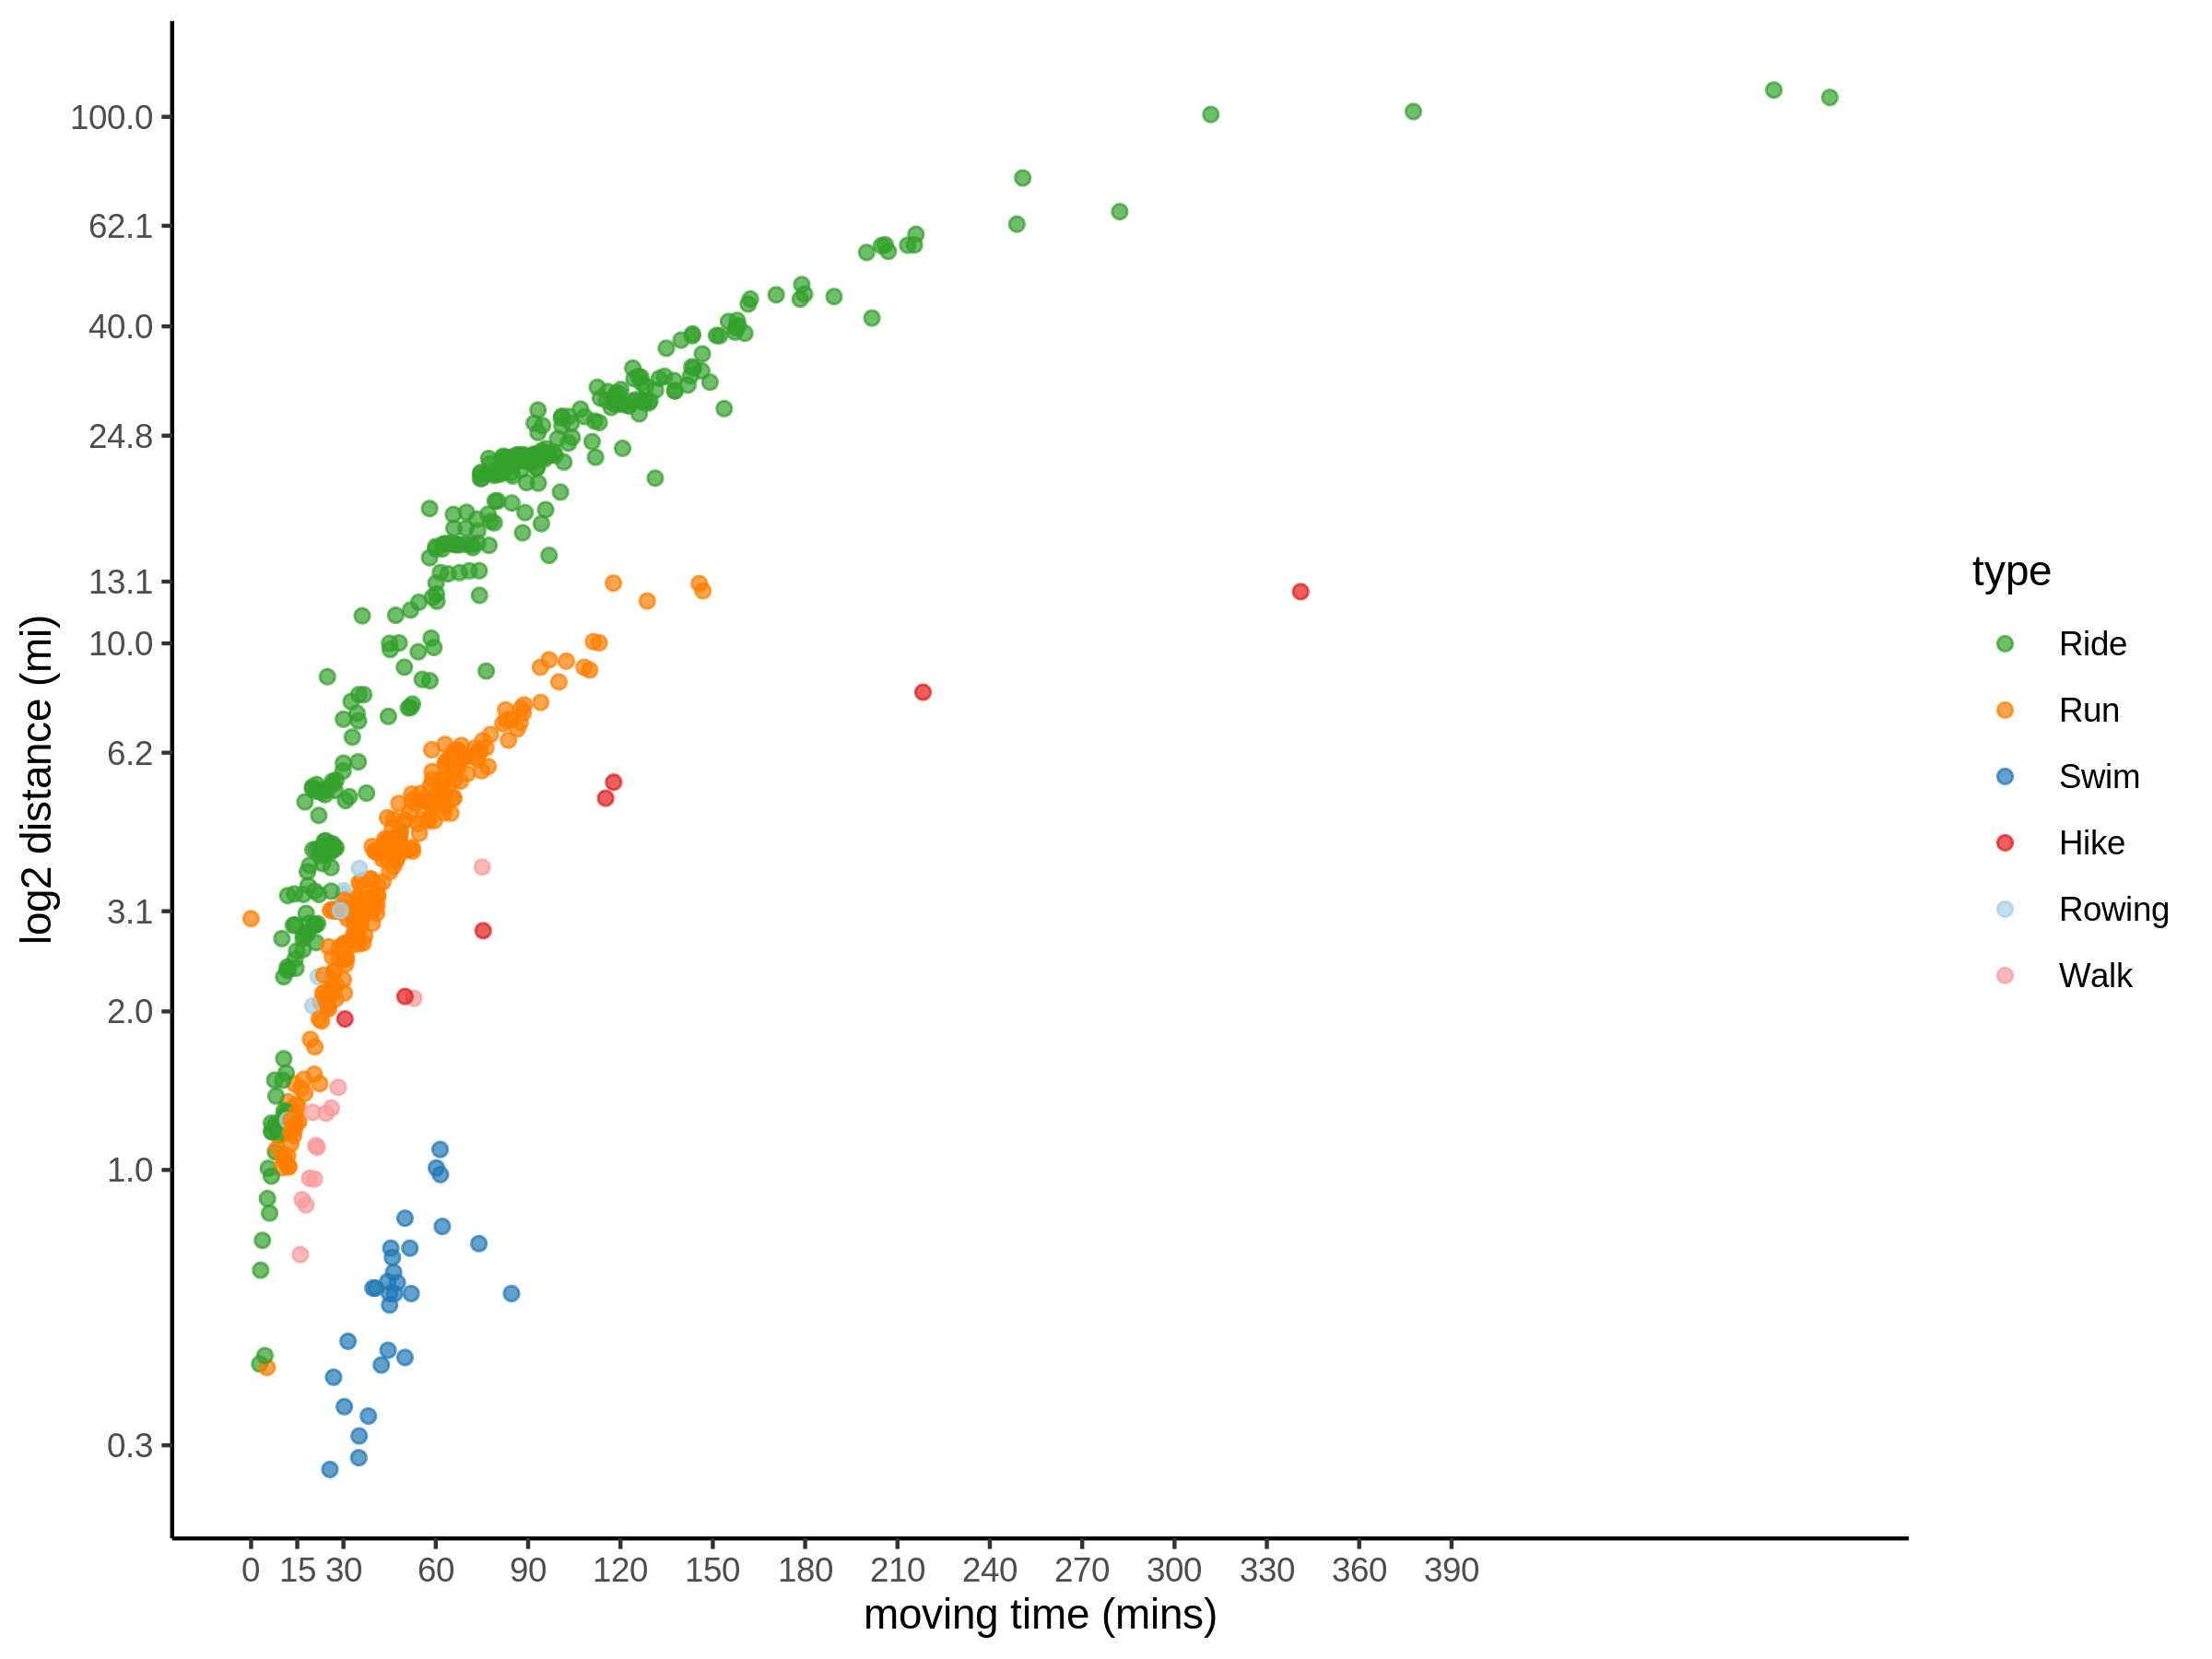 log2 distance (mi)
100.0
62.1
40.0
24.8
13.1
10.0
6.2
3.1
2.0
1.0
0.3
0 15 30 60 90 120 150 180 210 240 270 300 330 360 390
moving time (mins)
type
Ride
Run
Swim
Hike
Rowing
Walk